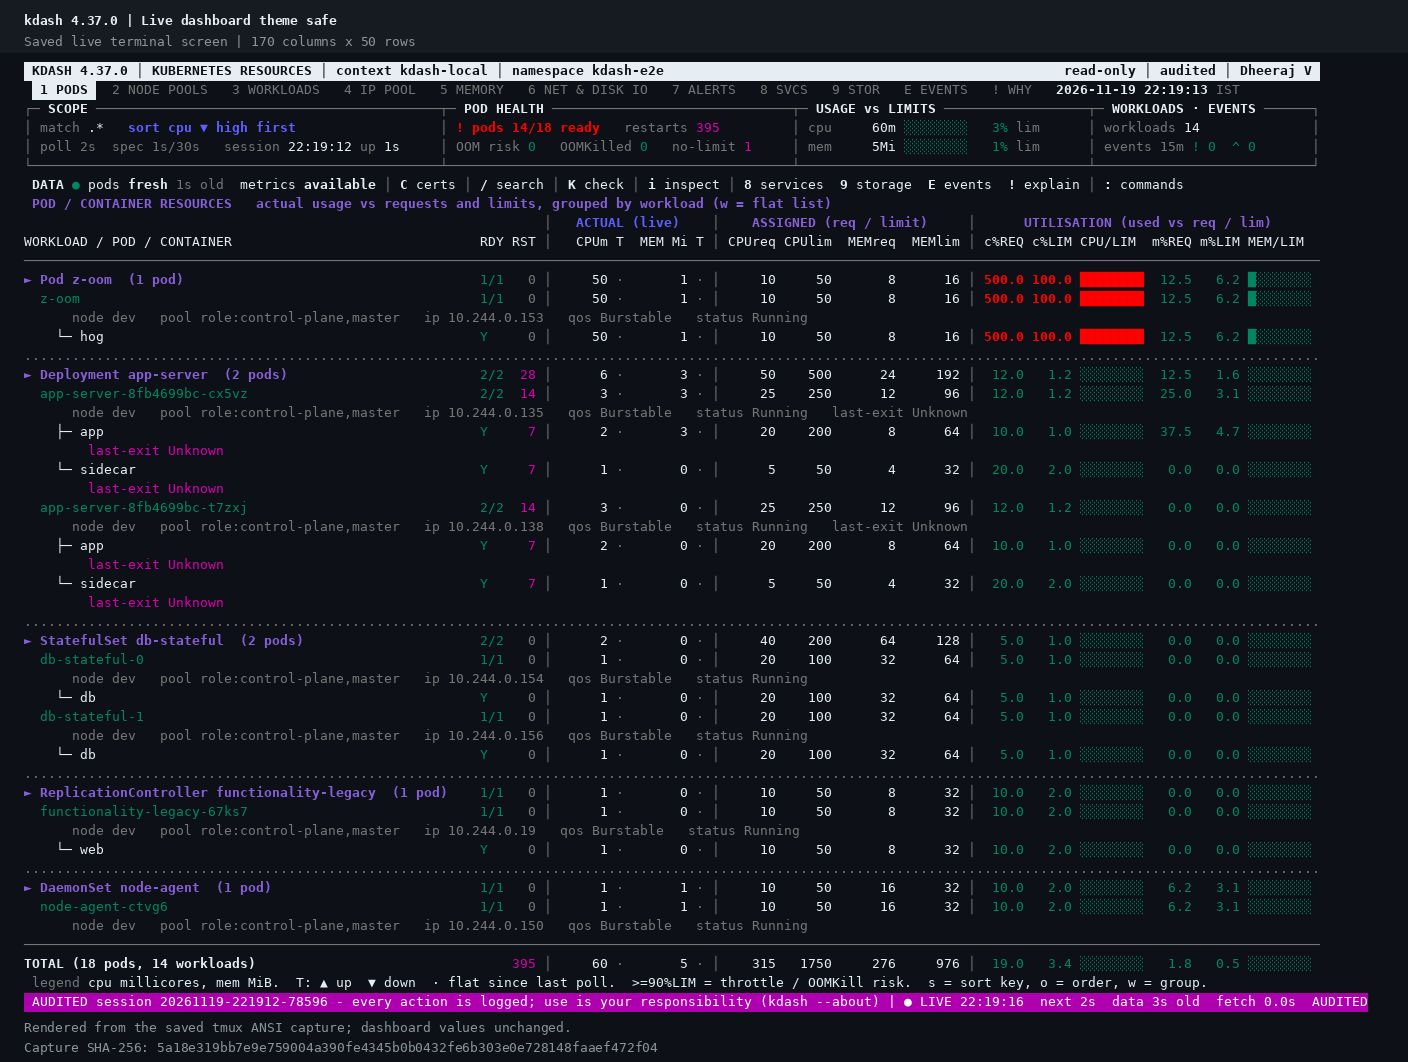 kdash 4.37.0 | Live dashboard theme safe
Saved live terminal screen | 170 columns x 50 rows
KDASH 4.37.0 │ KUBERNETES RESOURCES │ context kdash-local │ namespace kdash-e2e read-only │ audited │ Dheeraj V
1 PODS 2 NODE POOLS 3 WORKLOADS 4 IP POOL 5 MEMORY 6 NET & DISK IO 7 ALERTS 8 SVCS 9 STOR E EVENTS ! WHY 2026-11-19 22:19:13 IST
SCOPE POD HEALTH USAGE vs LIMITS WORKLOADS · EVENTS
│ match .* sort cpu ▼ high first │ ! pods 14/18 ready restarts 395 │ cpu 60m ░░░░░░░░ 3% lim │ workloads 14 │
│ poll 2s spec 1s/30s session 22:19:12 up 1s │ OOM risk 0 OOMKilled 0 no-limit 1 │ mem 5Mi ░░░░░░░░ 1% lim │ events 15m ! 0 ^ 0 │
DATA ● pods fresh 1s old metrics available │ C certs │ / search │ K check │ i inspect │ 8 services 9 storage E events ! explain │ : commands
POD / CONTAINER RESOURCES actual usage vs requests and limits, grouped by workload (w = flat list)
│ ACTUAL (live) │ ASSIGNED (req / limit) │ UTILISATION (used vs req / lim)
WORKLOAD / POD / CONTAINER RDY RST │ CPUm T MEM Mi T │ CPUreq CPUlim MEMreq MEMlim │ c%REQ c%LIM CPU/LIM m%REQ m%LIM MEM/LIM
► Pod z-oom (1 pod) 1/1 0 │ 50 · 1 · │ 10 50 8 16 │ 500.0 100.0 ████████ 12.5 6.2 █░░░░░░░
z-oom 1/1 0 │ 50 · 1 · │ 10 50 8 16 │ 500.0 100.0 ████████ 12.5 6.2 █░░░░░░░
node dev pool role:control-plane,master ip 10.244.0.153 qos Burstable status Running
└─ hog Y 0 │ 50 · 1 · │ 10 50 8 16 │ 500.0 100.0 ████████ 12.5 6.2 █░░░░░░░
► Deployment app-server (2 pods) 2/2 28 │ 6 · 3 · │ 50 500 24 192 │ 12.0 1.2 ░░░░░░░░ 12.5 1.6 ░░░░░░░░
app-server-8fb4699bc-cx5vz 2/2 14 │ 3 · 3 · │ 25 250 12 96 │ 12.0 1.2 ░░░░░░░░ 25.0 3.1 ░░░░░░░░
node dev pool role:control-plane,master ip 10.244.0.135 qos Burstable status Running last-exit Unknown
├─ app Y 7 │ 2 · 3 · │ 20 200 8 64 │ 10.0 1.0 ░░░░░░░░ 37.5 4.7 ░░░░░░░░
last-exit Unknown
└─ sidecar Y 7 │ 1 · 0 · │ 5 50 4 32 │ 20.0 2.0 ░░░░░░░░ 0.0 0.0 ░░░░░░░░
last-exit Unknown
app-server-8fb4699bc-t7zxj 2/2 14 │ 3 · 0 · │ 25 250 12 96 │ 12.0 1.2 ░░░░░░░░ 0.0 0.0 ░░░░░░░░
node dev pool role:control-plane,master ip 10.244.0.138 qos Burstable status Running last-exit Unknown
├─ app Y 7 │ 2 · 0 · │ 20 200 8 64 │ 10.0 1.0 ░░░░░░░░ 0.0 0.0 ░░░░░░░░
last-exit Unknown
└─ sidecar Y 7 │ 1 · 0 · │ 5 50 4 32 │ 20.0 2.0 ░░░░░░░░ 0.0 0.0 ░░░░░░░░
last-exit Unknown
► StatefulSet db-stateful (2 pods) 2/2 0 │ 2 · 0 · │ 40 200 64 128 │ 5.0 1.0 ░░░░░░░░ 0.0 0.0 ░░░░░░░░
db-stateful-0 1/1 0 │ 1 · 0 · │ 20 100 32 64 │ 5.0 1.0 ░░░░░░░░ 0.0 0.0 ░░░░░░░░
node dev pool role:control-plane,master ip 10.244.0.154 qos Burstable status Running
└─ db Y 0 │ 1 · 0 · │ 20 100 32 64 │ 5.0 1.0 ░░░░░░░░ 0.0 0.0 ░░░░░░░░
db-stateful-1 1/1 0 │ 1 · 0 · │ 20 100 32 64 │ 5.0 1.0 ░░░░░░░░ 0.0 0.0 ░░░░░░░░
node dev pool role:control-plane,master ip 10.244.0.156 qos Burstable status Running
└─ db Y 0 │ 1 · 0 · │ 20 100 32 64 │ 5.0 1.0 ░░░░░░░░ 0.0 0.0 ░░░░░░░░
► ReplicationController functionality-legacy (1 pod) 1/1 0 │ 1 · 0 · │ 10 50 8 32 │ 10.0 2.0 ░░░░░░░░ 0.0 0.0 ░░░░░░░░
functionality-legacy-67ks7 1/1 0 │ 1 · 0 · │ 10 50 8 32 │ 10.0 2.0 ░░░░░░░░ 0.0 0.0 ░░░░░░░░
node dev pool role:control-plane,master ip 10.244.0.19 qos Burstable status Running
└─ web Y 0 │ 1 · 0 · │ 10 50 8 32 │ 10.0 2.0 ░░░░░░░░ 0.0 0.0 ░░░░░░░░
► DaemonSet node-agent (1 pod) 1/1 0 │ 1 · 1 · │ 10 50 16 32 │ 10.0 2.0 ░░░░░░░░ 6.2 3.1 ░░░░░░░░
node-agent-ctvg6 1/1 0 │ 1 · 1 · │ 10 50 16 32 │ 10.0 2.0 ░░░░░░░░ 6.2 3.1 ░░░░░░░░
node dev pool role:control-plane,master ip 10.244.0.150 qos Burstable status Running
TOTAL (18 pods, 14 workloads) 395 │ 60 · 5 · │ 315 1750 276 976 │ 19.0 3.4 ░░░░░░░░ 1.8 0.5 ░░░░░░░░
legend cpu millicores, mem MiB. T: ▲ up ▼ down · flat since last poll. >=90%LIM = throttle / OOMKill risk. s = sort key, o = order, w = group.
AUDITED session 20261119-221912-78596 - every action is logged; use is your responsibility (kdash --about) | ● LIVE 22:19:16 next 2s data 3s old fetch 0.0s AUDITED
Rendered from the saved tmux ANSI capture; dashboard values unchanged.
Capture SHA-256: 5a18e319bb7e9e759004a390fe4345b0b0432fe6b303e0e728148faaef472f04